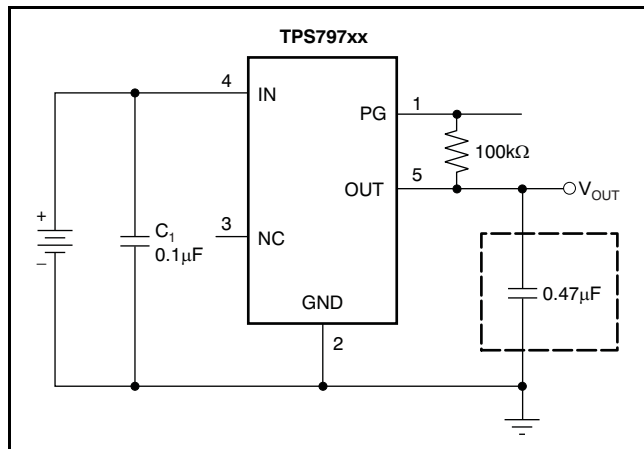 TPS797xx
4
IN
PG
1
100kΩ
5
OUT
V_OUT
+
–
C₁
0.1μF
3
NC
0.47μF
GND
2